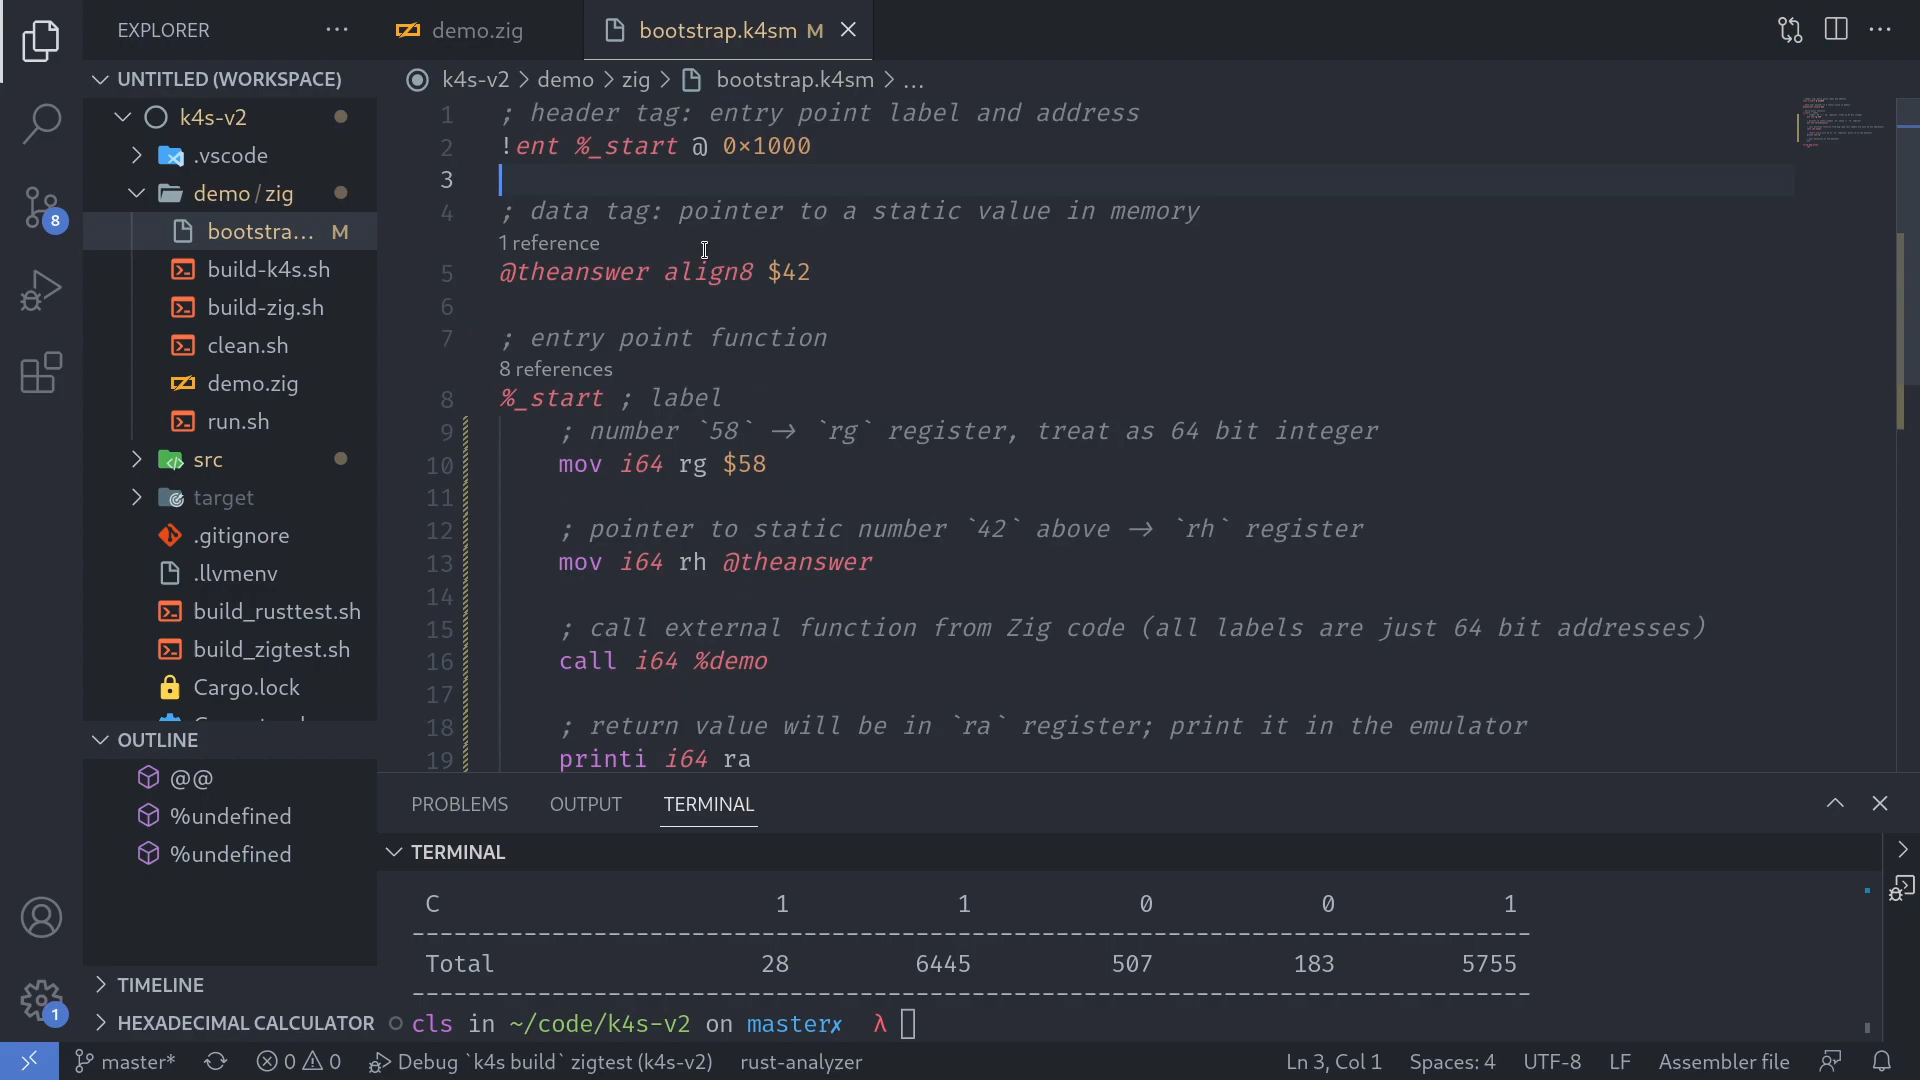 EXPLORER
demo.zig
bootstrap.k4sm M
UNTITLED (WORKSPACE)
k4s-v2 > demo > zig > bootstrap.k4sm > ...
k4s-v2
.vscode
demo / zig
bootstra... M
build-k4s.sh
build-zig.sh
clean.sh
demo.zig
run.sh
src
target
.gitignore
.llvmenv
build_rusttest.sh
build_zigtest.sh
Cargo.lock
8
1 ; header tag: entry point label and address
2 !ent %_start @ 0×1000
3
4 ; data tag: pointer to a static value in memory
1 reference
5 @theanswer align8 $42
6
7 ; entry point function
8 references
8 %_start ; label
9 ; number `58` → `rg` register, treat as 64 bit integer
10 mov i64 rg $58
11
12 ; pointer to static number `42` above → `rh` register
13 mov i64 rh @theanswer
14
15 ; call external function from Zig code (all labels are just 64 bit addresses)
16 call i64 %demo
17
18 ; return value will be in `ra` register; print it in the emulator
19 printi i64 ra
OUTLINE
@@
%undefined
%undefined
TIMELINE
HEXADECIMAL CALCULATOR
1
PROBLEMS OUTPUT TERMINAL
TERMINAL
C 1 1 0 0 1
--------------------------------------------------------------------------------
Total 28 6445 507 183 5755
--------------------------------------------------------------------------------
cls in ~/code/k4s-v2 on master✗ λ
master* 0 0 Debug `k4s build` zigtest (k4s-v2) rust-analyzer Ln 3, Col 1 Spaces: 4 UTF-8 LF Assembler file